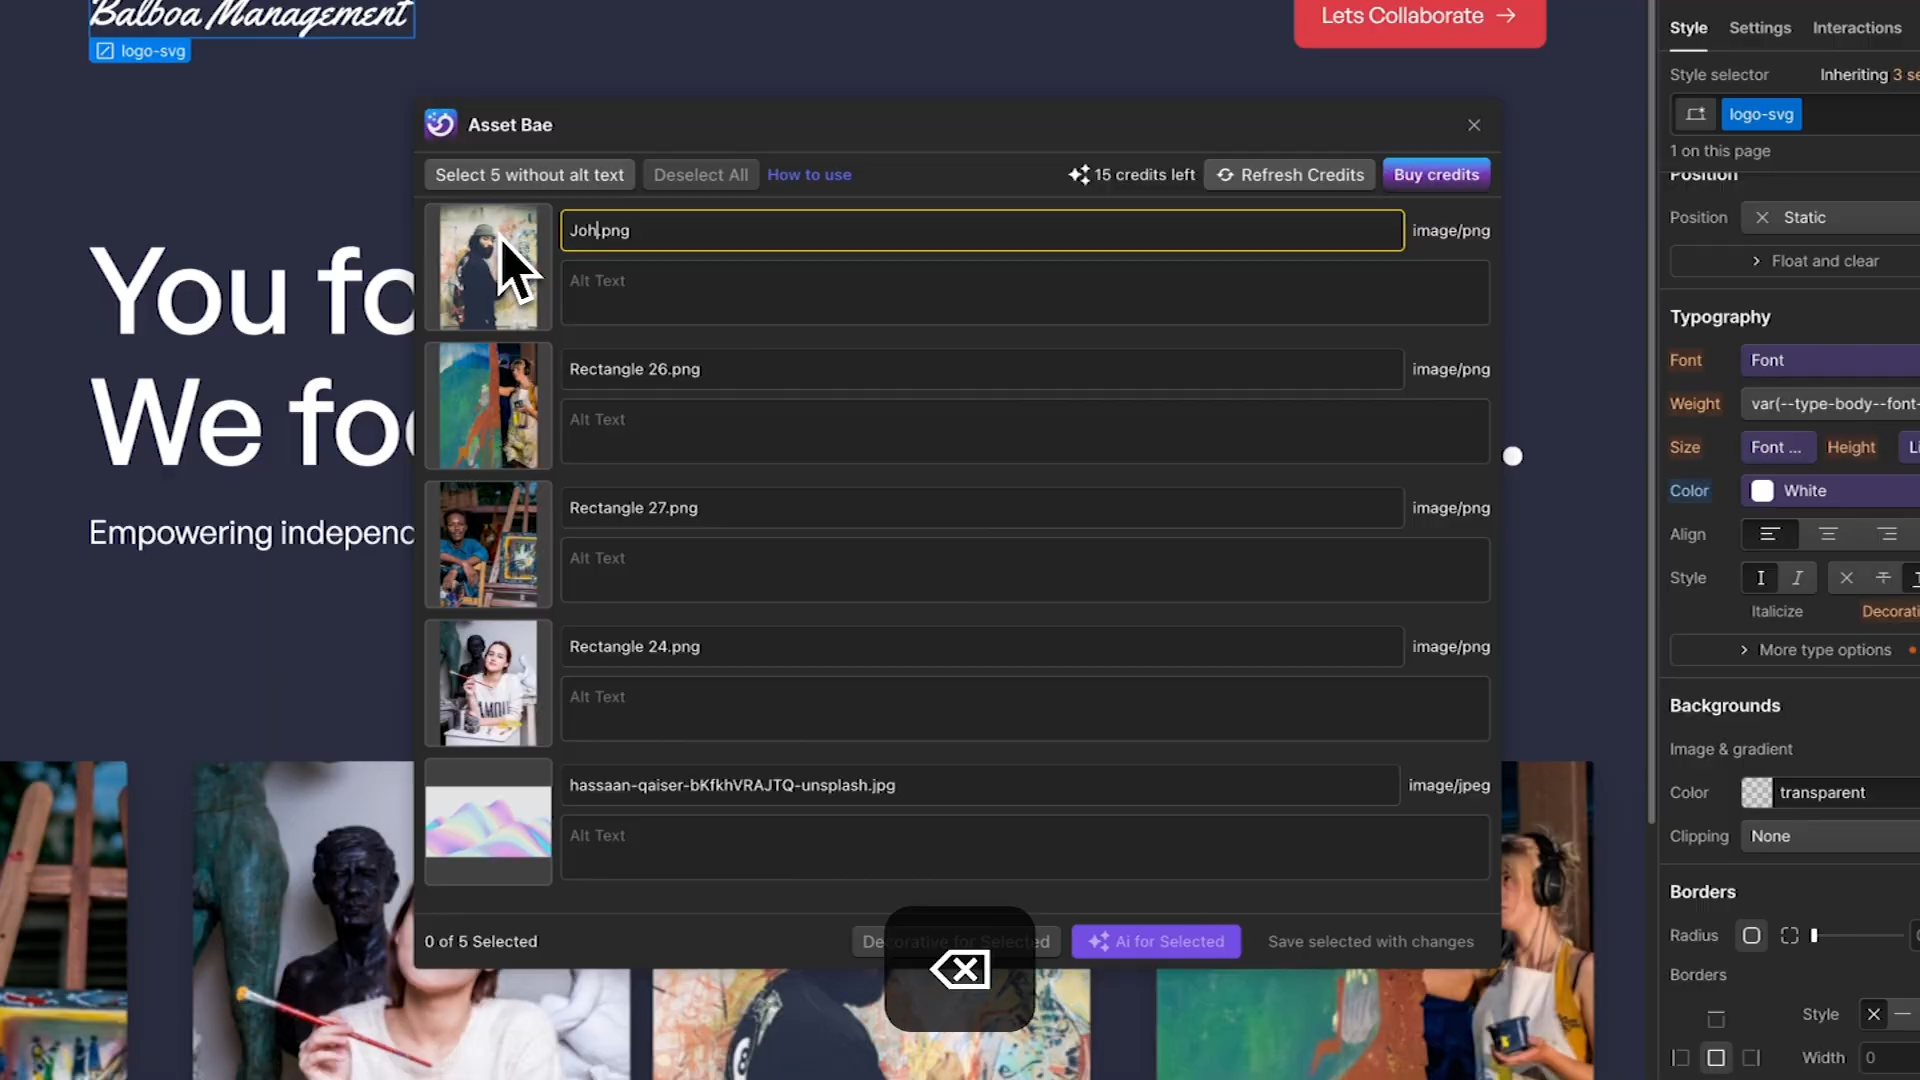 Balboa Management
logo-svg
Lets Collaborate
You fo
We fo
Empowering independ
Asset Bae
Select 5 without alt text
Deselect All
How to use
15 credits left
Refresh Credits
Buy credits
Joh.png
image/png
Alt Text
Rectangle 26.png
image/png
Alt Text
Rectangle 27.png
image/png
Alt Text
Rectangle 24.png
image/png
Alt Text
hassaan-qaiser-bKfkhVRAJTQ-unsplash.jpg
image/jpeg
Alt Text
0 of 5 Selected
Decorative for Selected
Ai for Selected
Save selected with changes
Style
Settings
Interactions
Style selector
Inheriting 3 se
logo-svg
1 on this page
Position
Position
Static
Float and clear
Typography
Font
Font
Weight
var(--type-body--font-
Size
Font ...
Height
Li
Color
White
Align
Style
Italicize
Decorati
More type options
Backgrounds
Image & gradient
Color
transparent
Clipping
None
Borders
Radius
Borders
Style
Width
0